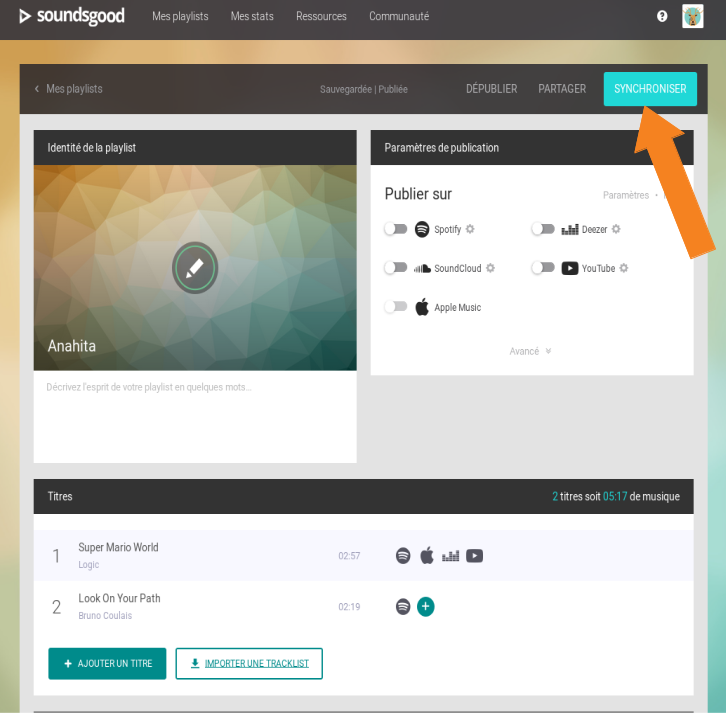 soundsgood Mes playlists Mes stats Ressources Communauté
Mes playlists Sauvegardée | Publiée DÉPUBLIER PARTAGER SYNCHRONISER
Identité de la playlist
Anahita
Décrivez l'esprit de votre playlist en quelques mots...
Paramètres de publication
Publier sur Paramètres
Spotify Deezer
SoundCloud YouTube
Apple Music
Avancé
Titres 2 titres soit 05:17 de musique
1 Super Mario World 02:57
Logic
2 Look On Your Path 02:19
Bruno Coulais
+ AJOUTER UN TITRE IMPORTER UNE TRACKLIST